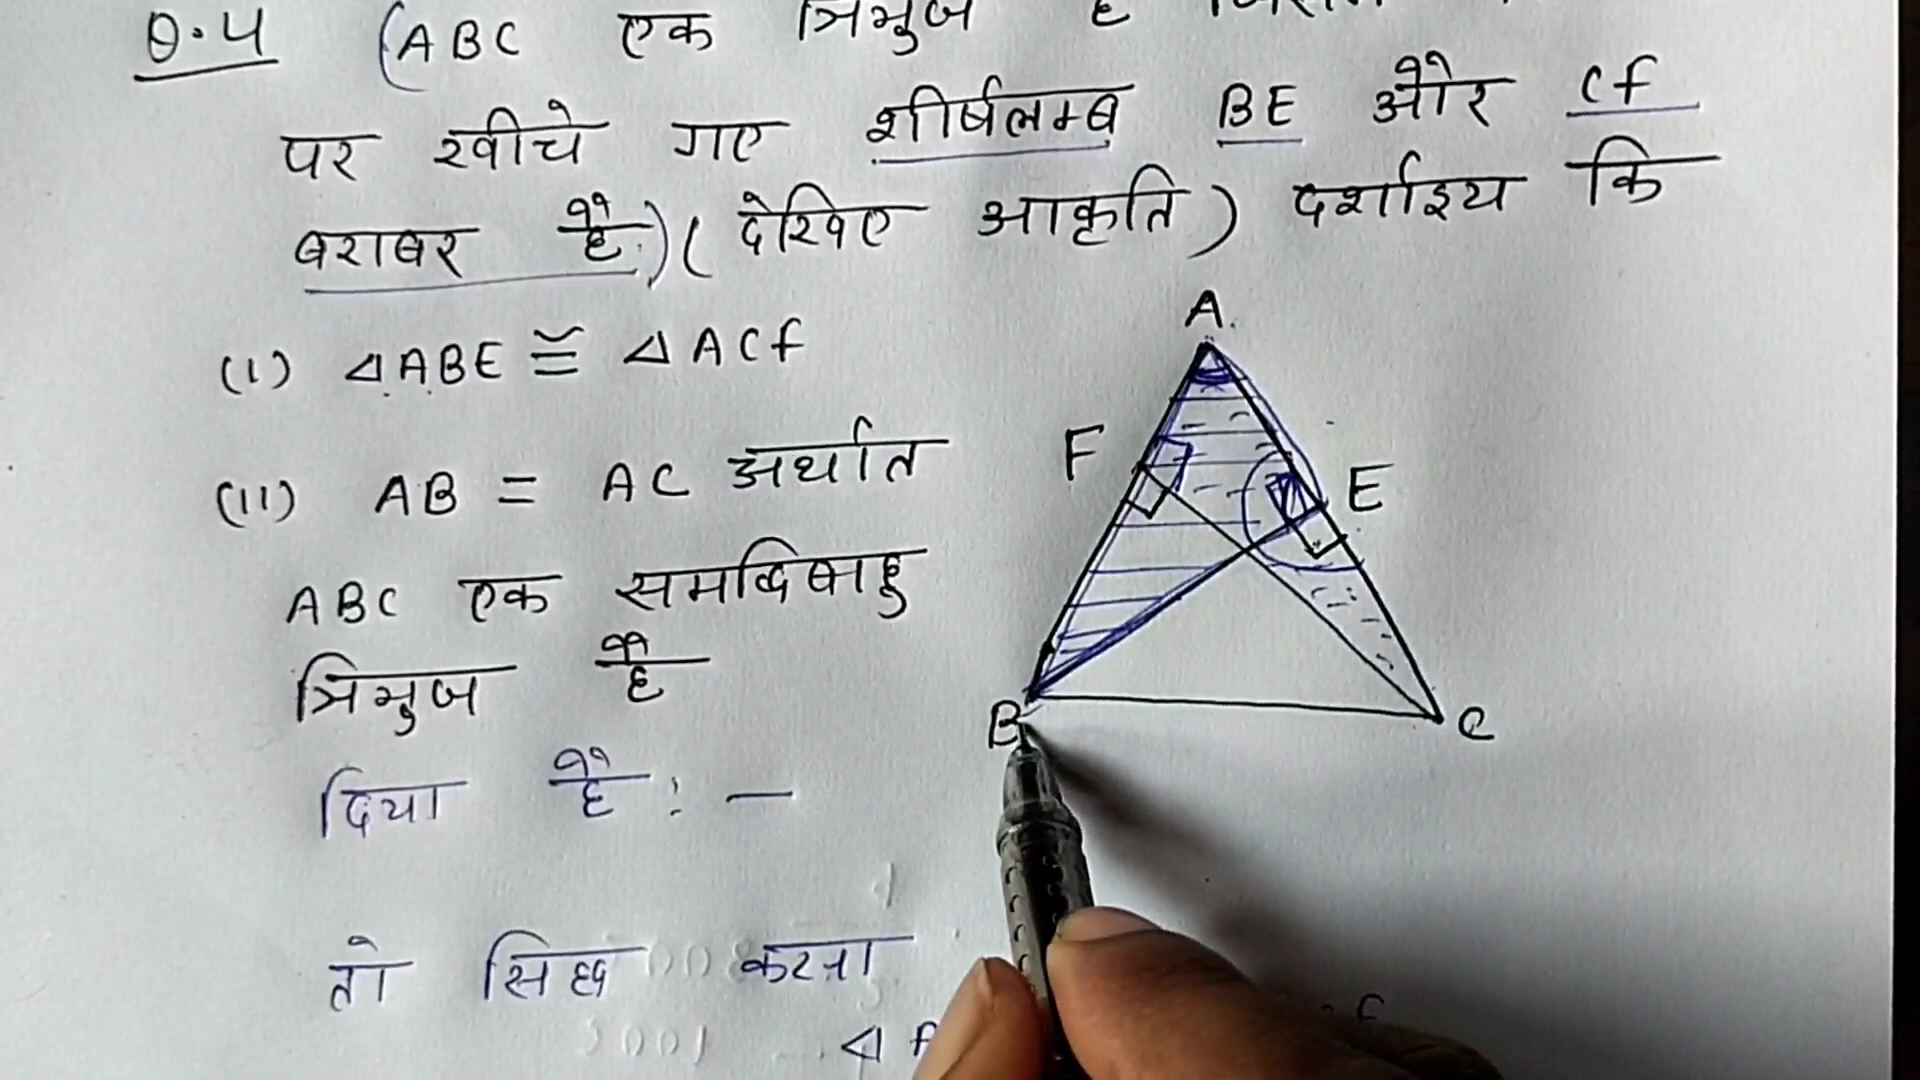 Q.4 (ABC एक त्रिभुज है
पर खींचे गए शीर्षलम्ब BE और CF
बराबर है) (देखिए आकृति) दर्शाइय कि
(I) ⊿ABE ≅ ⊿ACF
(II) AB = AC अर्थात
ABC एक समद्विबाहु
त्रिभुज है
दिया है : —
तो सिद्ध करना
⊿
A
F
E
B
C